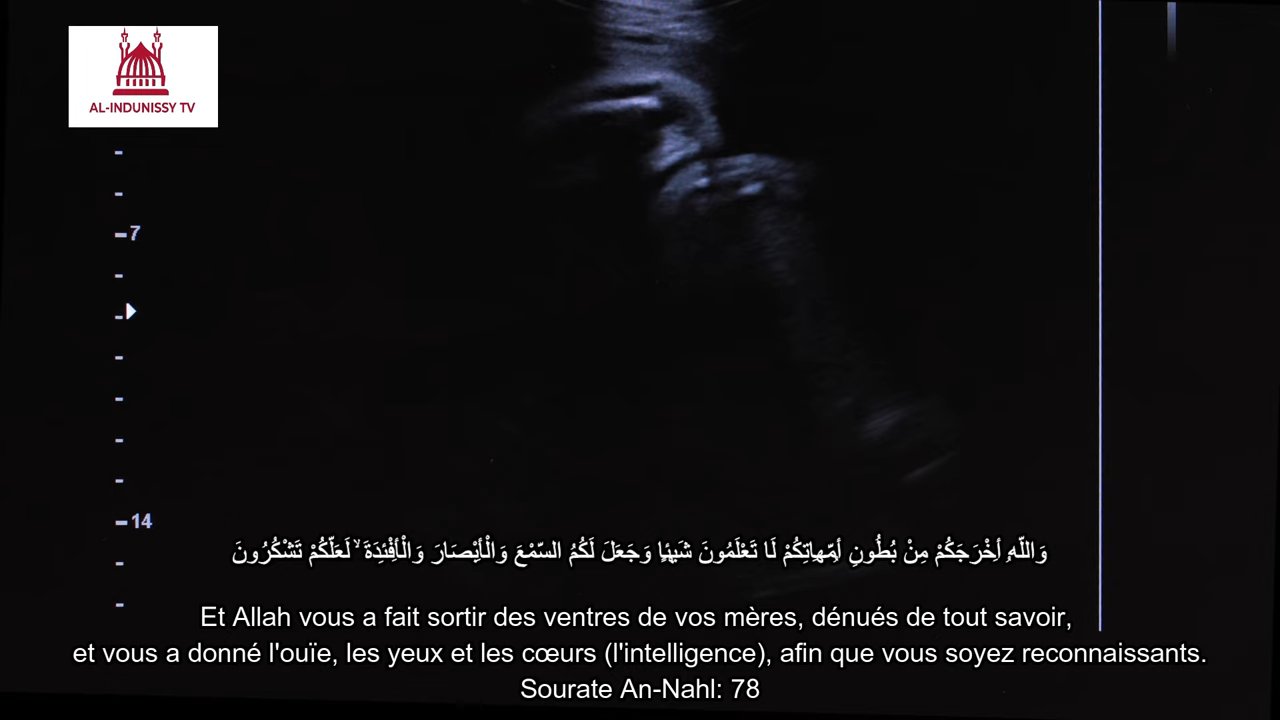 AL-INDUNISSY TV
7
14
وَاللَّهُ أَخْرَجَكُمْ مِنْ بُطُونِ أُمَّهَاتِكُمْ لَا تَعْلَمُونَ شَيْئًا وَجَعَلَ لَكُمُ السَّمْعَ وَالْأَبْصَارَ وَالْأَفْئِدَةَ ۙ لَعَلَّكُمْ تَشْكُرُونَ
Et Allah vous a fait sortir des ventres de vos mères, dénués de tout savoir,
et vous a donné l'ouïe, les yeux et les cœurs (l'intelligence), afin que vous soyez reconnaissants.
Sourate An-Nahl: 78